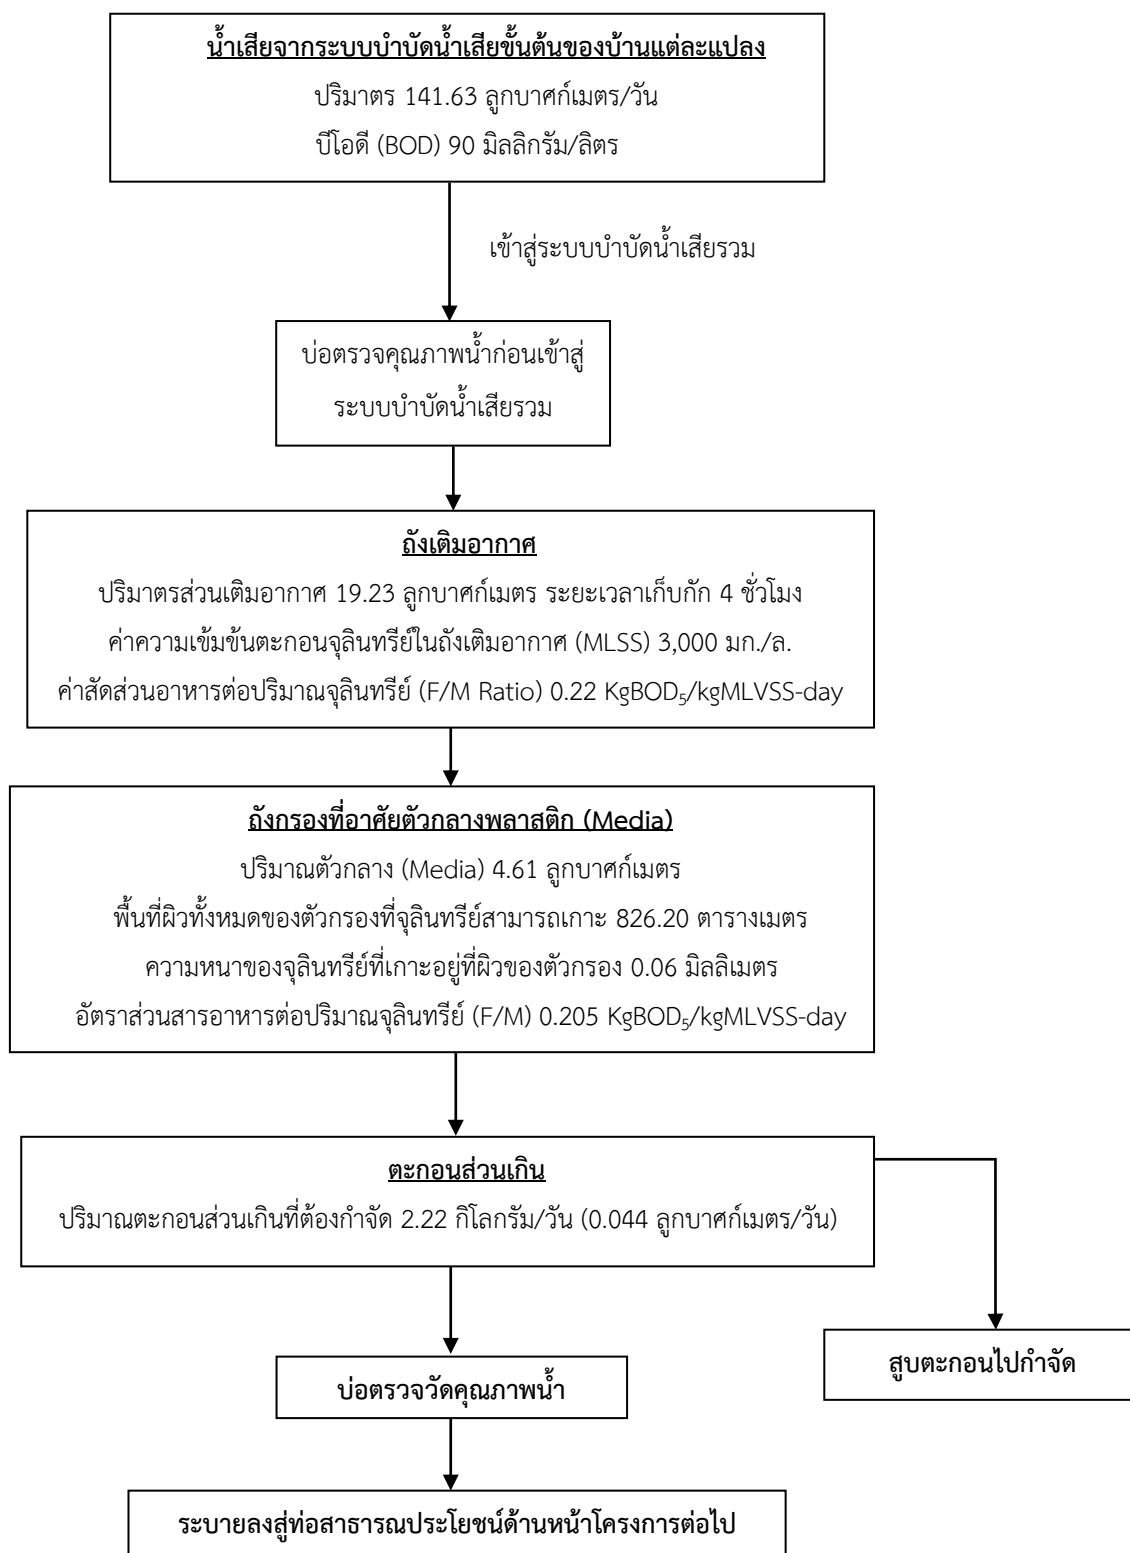 น้ำเสียจากระบบบำบัดน้ำเสียขั้นต้นของบ้านแต่ละแปลง
ปริมาตร 141.63 ลูกบาศก์เมตร/วัน
บีโอดี (BOD) 90 มิลลิกรัม/ลิตร
เข้าสู่ระบบบำบัดน้ำเสียรวม
บ่อตรวจคุณภาพน้ำก่อนเข้าสู่
ระบบบำบัดน้ำเสียรวม
ถังเติมอากาศ
ปริมาตรส่วนเติมอากาศ 19.23 ลูกบาศก์เมตร ระยะเวลาเก็บกัก 4 ชั่วโมง
ค่าความเข้มข้นตะกอนจุลินทรีย์ในถังเติมอากาศ (MLSS) 3,000 มก./ล.
ค่าสัดส่วนอาหารต่อปริมาณจุลินทรีย์ (F/M Ratio) 0.22 KgBOD₅/kgMLVSS-day
ถังกรองที่อาศัยตัวกลางพลาสติก (Media)
ปริมาณตัวกลาง (Media) 4.61 ลูกบาศก์เมตร
พื้นที่ผิวทั้งหมดของตัวกรองที่จุลินทรีย์สามารถเกาะ 826.20 ตารางเมตร
ความหนาของจุลินทรีย์ที่เกาะอยู่ที่ผิวของตัวกรอง 0.06 มิลลิเมตร
อัตราส่วนสารอาหารต่อปริมาณจุลินทรีย์ (F/M) 0.205 KgBOD₅/kgMLVSS-day
ตะกอนส่วนเกิน
ปริมาณตะกอนส่วนเกินที่ต้องกำจัด 2.22 กิโลกรัม/วัน (0.044 ลูกบาศก์เมตร/วัน)
สูบตะกอนไปกำจัด
บ่อตรวจวัดคุณภาพน้ำ
ระบายลงสู่ท่อสาธารณประโยชน์ด้านหน้าโครงการต่อไป